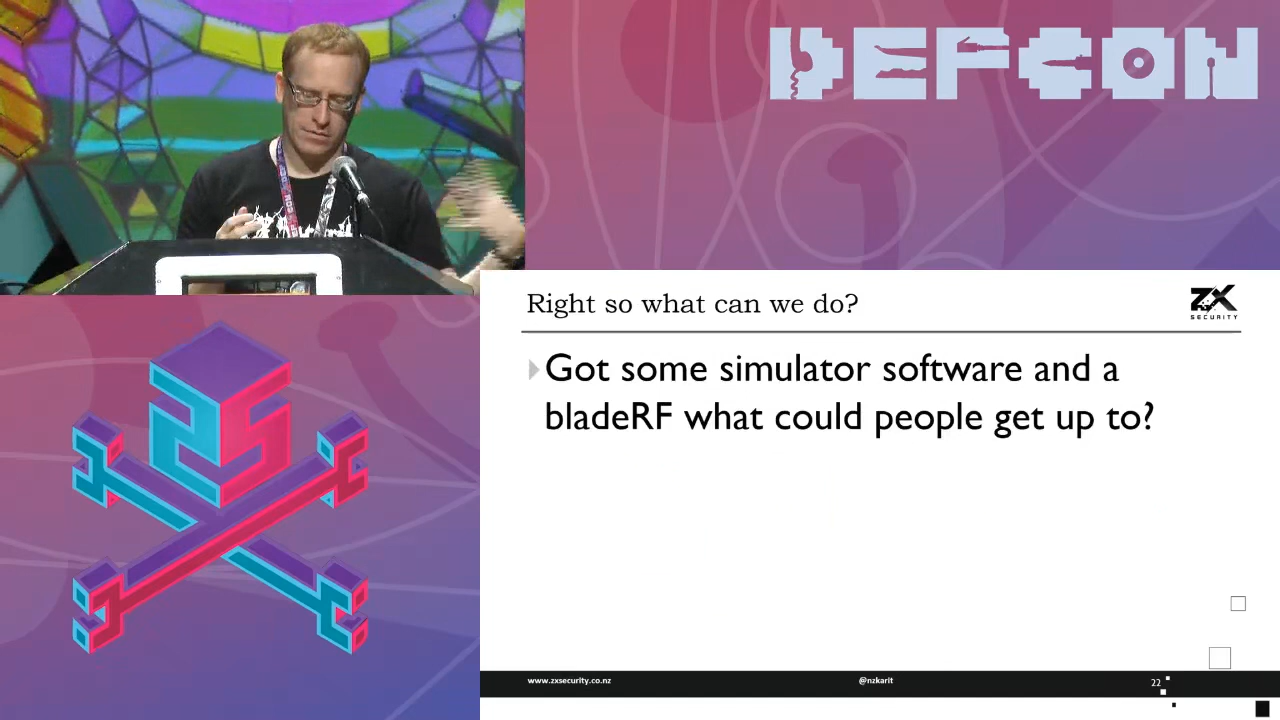 DEFCON
Right so what can we do?
ZX
SECURITY
Got some simulator software and a
bladeRF what could people get up to?
www.zxsecurity.co.nz
@nzkarit
22
25